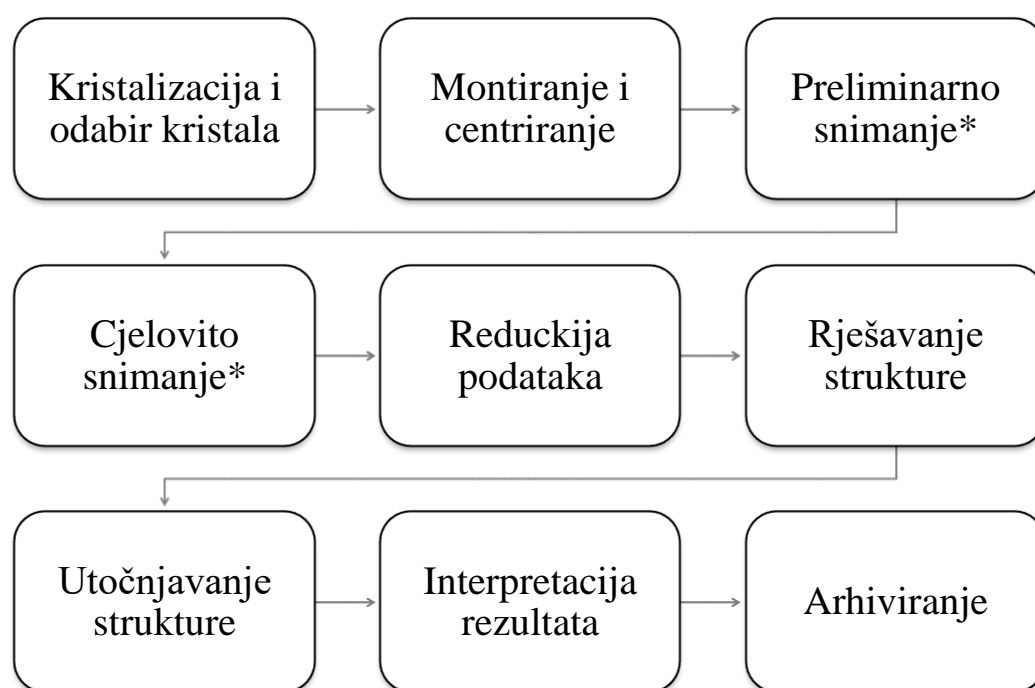 Kristalizacija i
odabir kristala
Montiranje i
centriranje
Preliminarno
snimanje*
Cjelovito
snimanje*
Reduckija
podataka
Rješavanje
strukture
Utočnjavanje
strukture
Interpretacija
rezultata
Arhiviranje